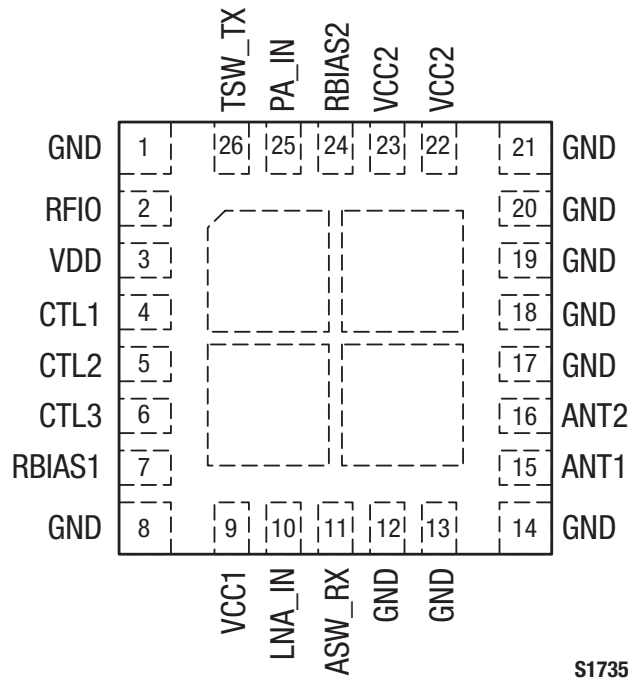 TSW_TX
PA_IN
RBIAS2
VCC2
VCC2
26 25 24 23 22
GND 1 21 GND
RFIO 2 20 GND
VDD 3 19 GND
CTL1 4 18 GND
CTL2 5 17 GND
CTL3 6 16 ANT2
RBIAS1 7 15 ANT1
GND 8 14 GND
9 10 11 12 13
VCC1
LNA_IN
ASW_RX
GND
GND
S1735